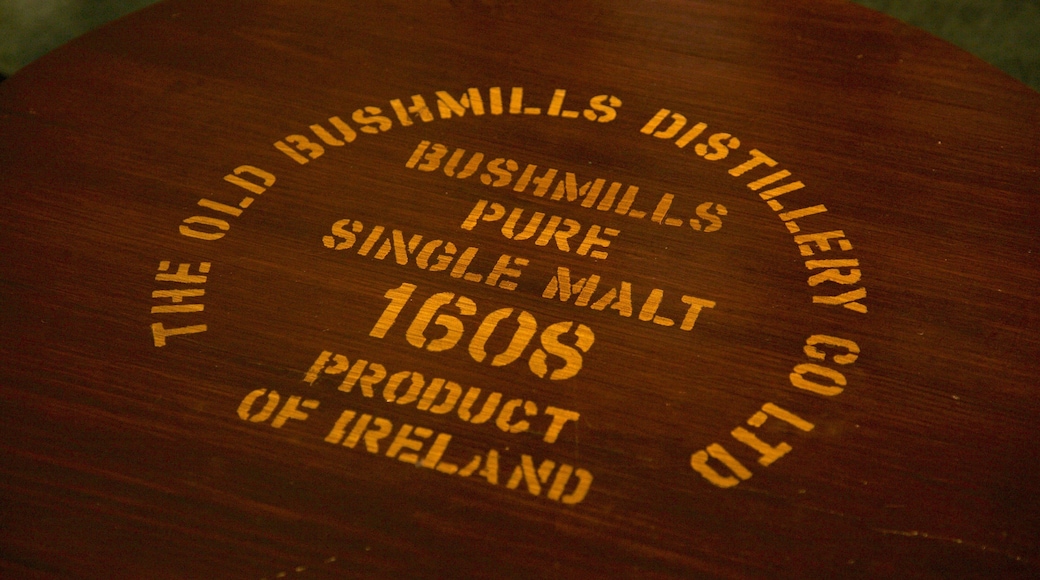 THE OLD BUSHMILLS DISTILLERY CO LTD
BUSHMILLS
PURE
SINGLE MALT
1608
PRODUCT
OF IRELAND